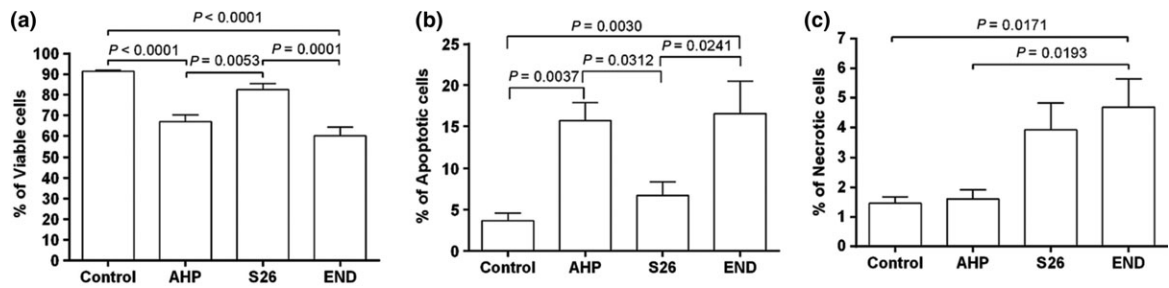 (a)
P < 0.0001
P < 0.0001
P = 0.0001
P = 0.0053
% of Viable cells
100
90
80
70
60
50
40
30
20
10
0
Control AHP S26 END
(b)
P = 0.0030
P = 0.0241
P = 0.0312
P = 0.0037
% of Apoptotic cells
25
20
15
10
5
0
Control AHP S26 END
(c)
P = 0.0171
P = 0.0193
% of Necrotic cells
7
6
5
4
3
2
1
0
Control AHP S26 END